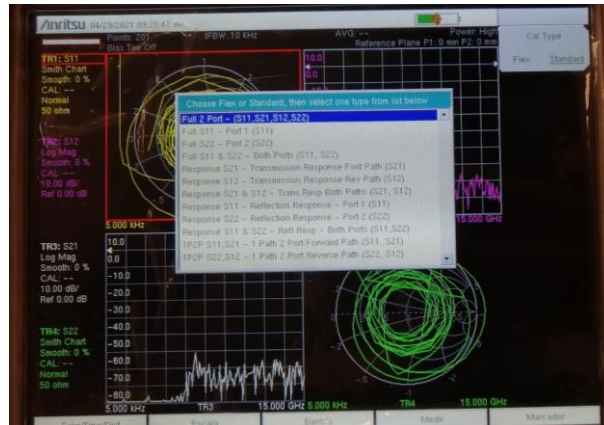 Anritsu 04/29/2021 09:25:47
Points: 201
IFBW: 10 kHz
AVG: --
Power: High
Bias Tee Off
Reference Plane P1: 0 mm P2: 0 mm
Cal Type
Flex Standard
TR1: S11
Smith Chart
Smooth: 0 %
CAL: --
Normal
50 ohm
10.0
0.0
TR2: S12
Log Mag
Smooth: 0 %
CAL: --
10.00 dB/
Ref 0.00 dB
Choose Flex or Standard, then select one type from list below
Full 2 Port - (S11,S21,S12,S22)
Full S11 - Port 1 (S11)
Full S22 - Port 2 (S22)
Full S11 & S22 - Both Ports (S11, S22)
Response S21 - Transmission Response Fwd Path (S21)
Response S12 - Transmission Response Rev Path (S12)
Response S21 & S12 - Trans Resp Both Paths (S21, S12)
Response S11 - Reflection Response - Port 1 (S11)
Response S22 - Reflection Response - Port 2 (S22)
Response S11 & S22 - Refl Resp - Both Ports (S11,S22)
1P2P S11,S21 - 1 Path 2 Port Forward Path (S11, S21)
1P2P S22,S12 - 1 Path 2 Port Reverse Path (S22, S12)
5.000 kHz
15.000 GHz
TR3: S21
Log Mag
Smooth: 0 %
CAL: --
10.00 dB/
Ref 0.00 dB
10.0
0.0
-10.0
-20.0
-30.0
-40.0
-50.0
-60.0
-70.0
-80.0
TR4: S22
Smith Chart
Smooth: 0 %
CAL: --
Normal
50 ohm
5.000 kHz TR3 15.000 GHz
5.000 kHz TR4 15.000 GHz
Escala
Medir
Marcador